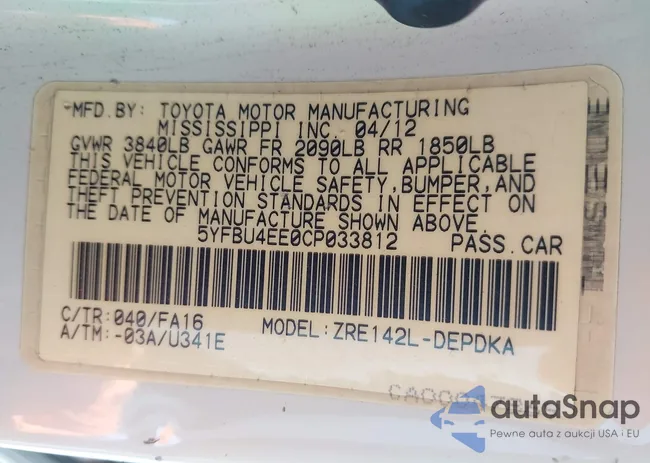 MFD.BY: TOYOTA MOTOR MANUFACTURING
MISSISSIPPI INC. 04/12
GVWR 3840LB GAWR FR 2090LB RR 1850LB
THIS VEHICLE CONFORMS TO ALL APPLICABLE
FEDERAL MOTOR VEHICLE SAFETY,BUMPER,AND
THEFT PREVENTION STANDARDS IN EFFECT ON
THE DATE OF MANUFACTURE SHOWN ABOVE.
5YFBU4EE0CP033812 PASS.CAR
C/TR:040/FA16 MODEL:ZRE142L-DEPDKA
A/TM:-03A/U341E
autoSnap
Pewne auta z aukcji USA i EU